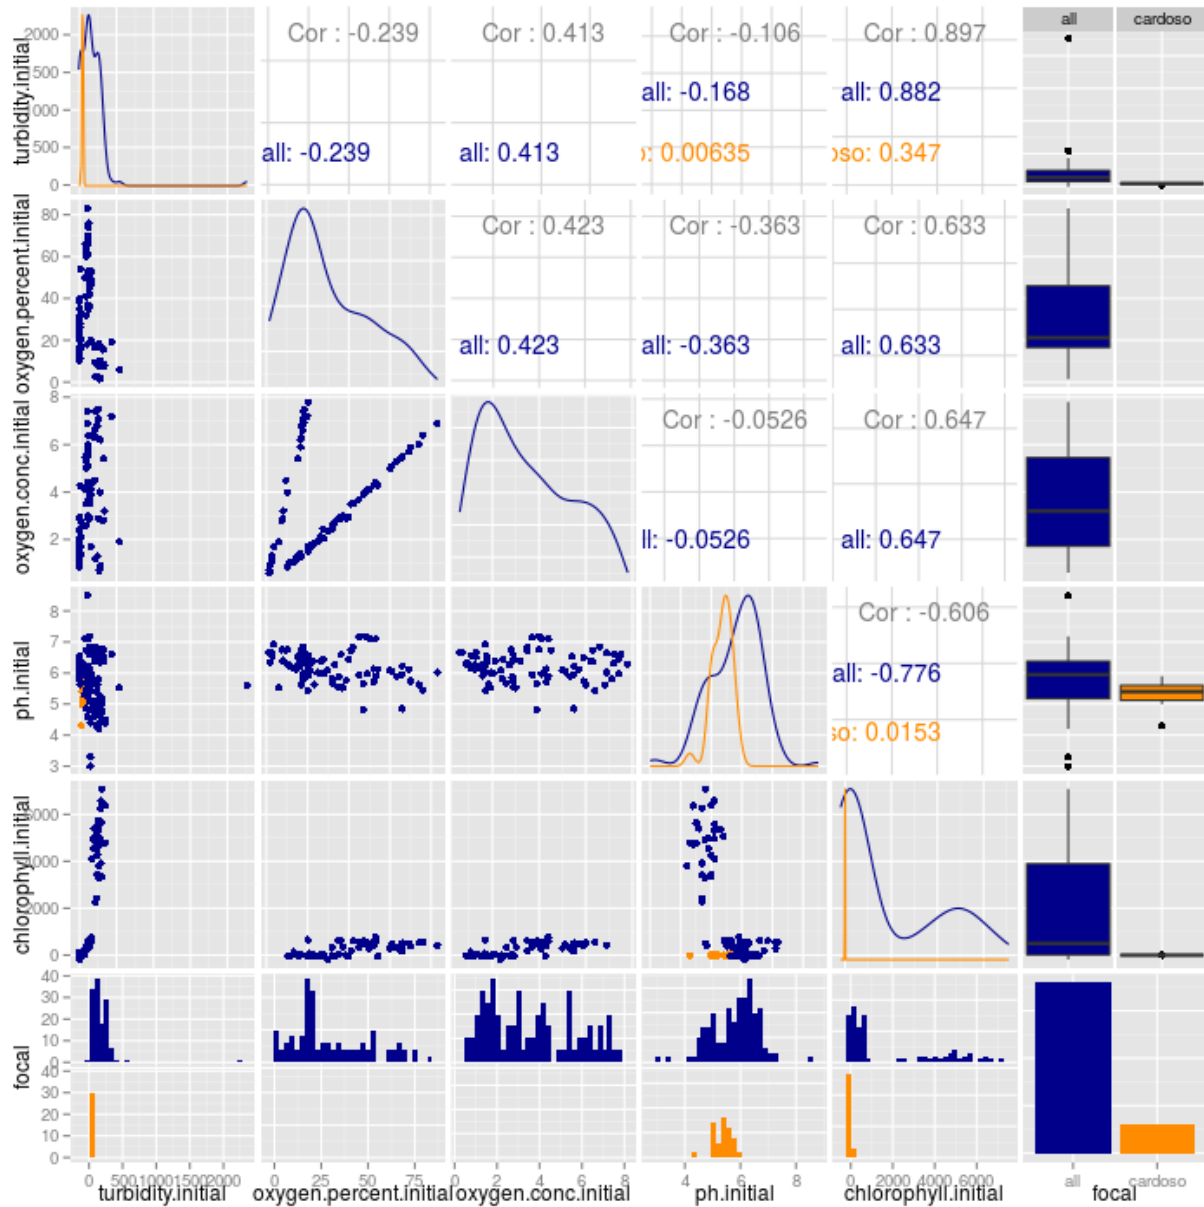 all cardoso
turbidity.initial
2000
1500
1000
500
0
Cor : -0.239
all: -0.239
Cor : 0.413
all: 0.413
Cor : -0.106
all: -0.168
0.00635
Cor : 0.897
all: 0.882
oso: 0.347
oxygen.percent.initial
80
60
40
20
0
Cor : 0.423
all: 0.423
Cor : -0.363
all: -0.363
Cor : 0.633
all: 0.633
oxygen.conc.initial
8
6
4
2
Cor : -0.0526
ll: -0.0526
Cor : 0.647
all: 0.647
ph.initial
8
7
6
5
4
3
Cor : -0.606
all: -0.776
so: 0.0153
chlorophyll.initial
6000
4000
2000
0
focal
40
30
20
10
0
40
30
20
10
0
0 500 1000 1500 2000
turbidity.initial
0 25 50 75
oxygen.percent.initial
0 2 4 6 8
oxygen.conc.initial
4 6 8
ph.initial
0 2000 4000 6000
chlorophyll.initial
all cardoso
focal